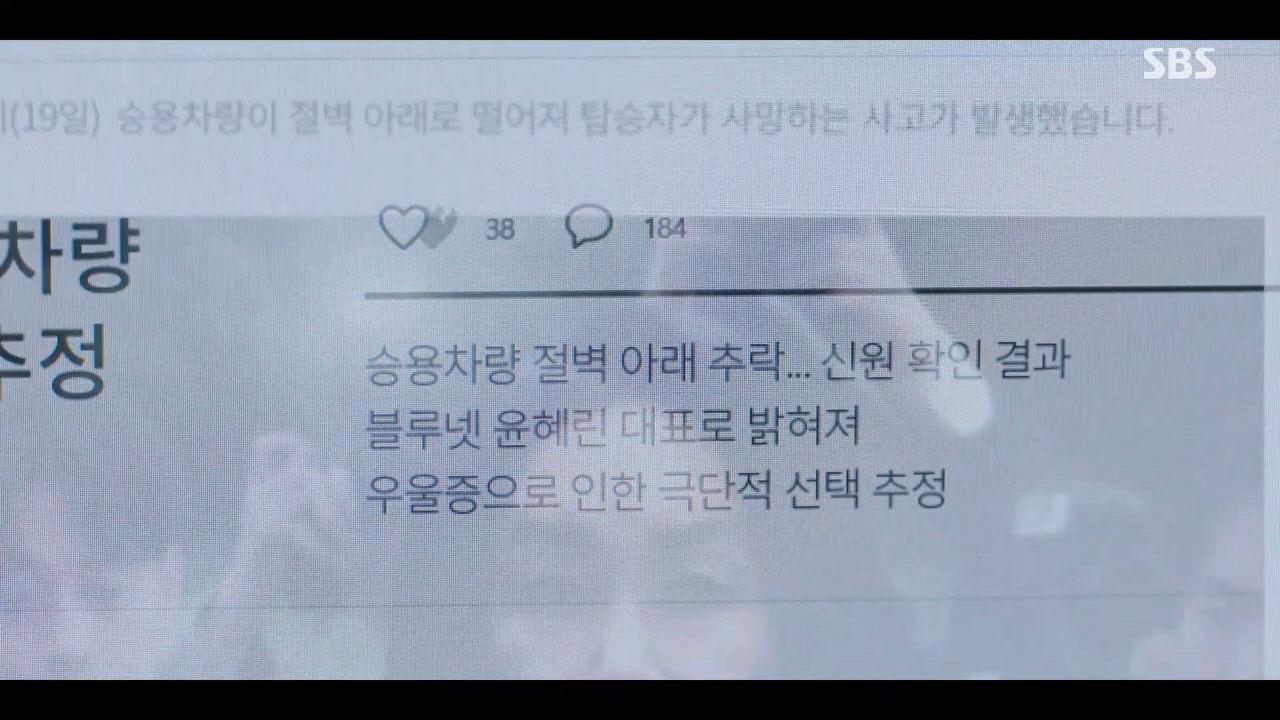 SBS
(19일) 승용차량이 절벽 아래로 떨어져 탑승자가 사망하는 사고가 발생했습니다.
38 184
차량
추정
승용차량 절벽 아래 추락... 신원 확인 결과
블루넷 윤혜린 대표로 밝혀져
우울증으로 인한 극단적 선택 추정